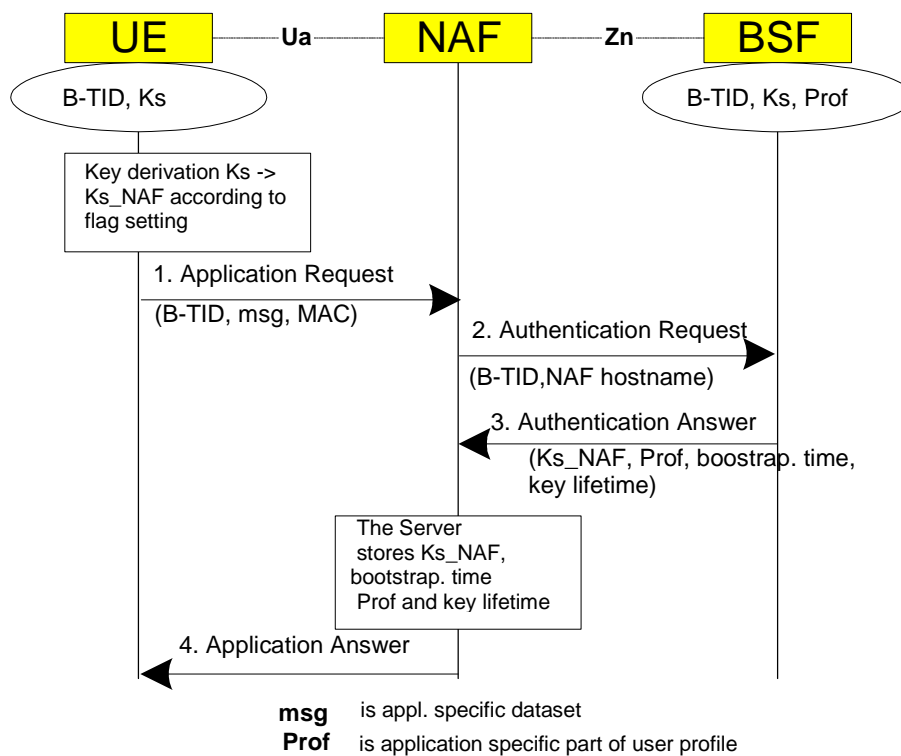 UE Ua NAF Zn BSF
B-TID, Ks
B-TID, Ks, Prof
Key derivation Ks ->
Ks_NAF according to
flag setting
1. Application Request
(B-TID, msg, MAC)
2. Authentication Request
(B-TID,NAF hostname)
3. Authentication Answer
(Ks_NAF, Prof, boostrap. time,
key lifetime)
The Server
stores Ks_NAF,
bootstrap. time
Prof and key lifetime
4. Application Answer
msg is appl. specific dataset
Prof is application specific part of user profile